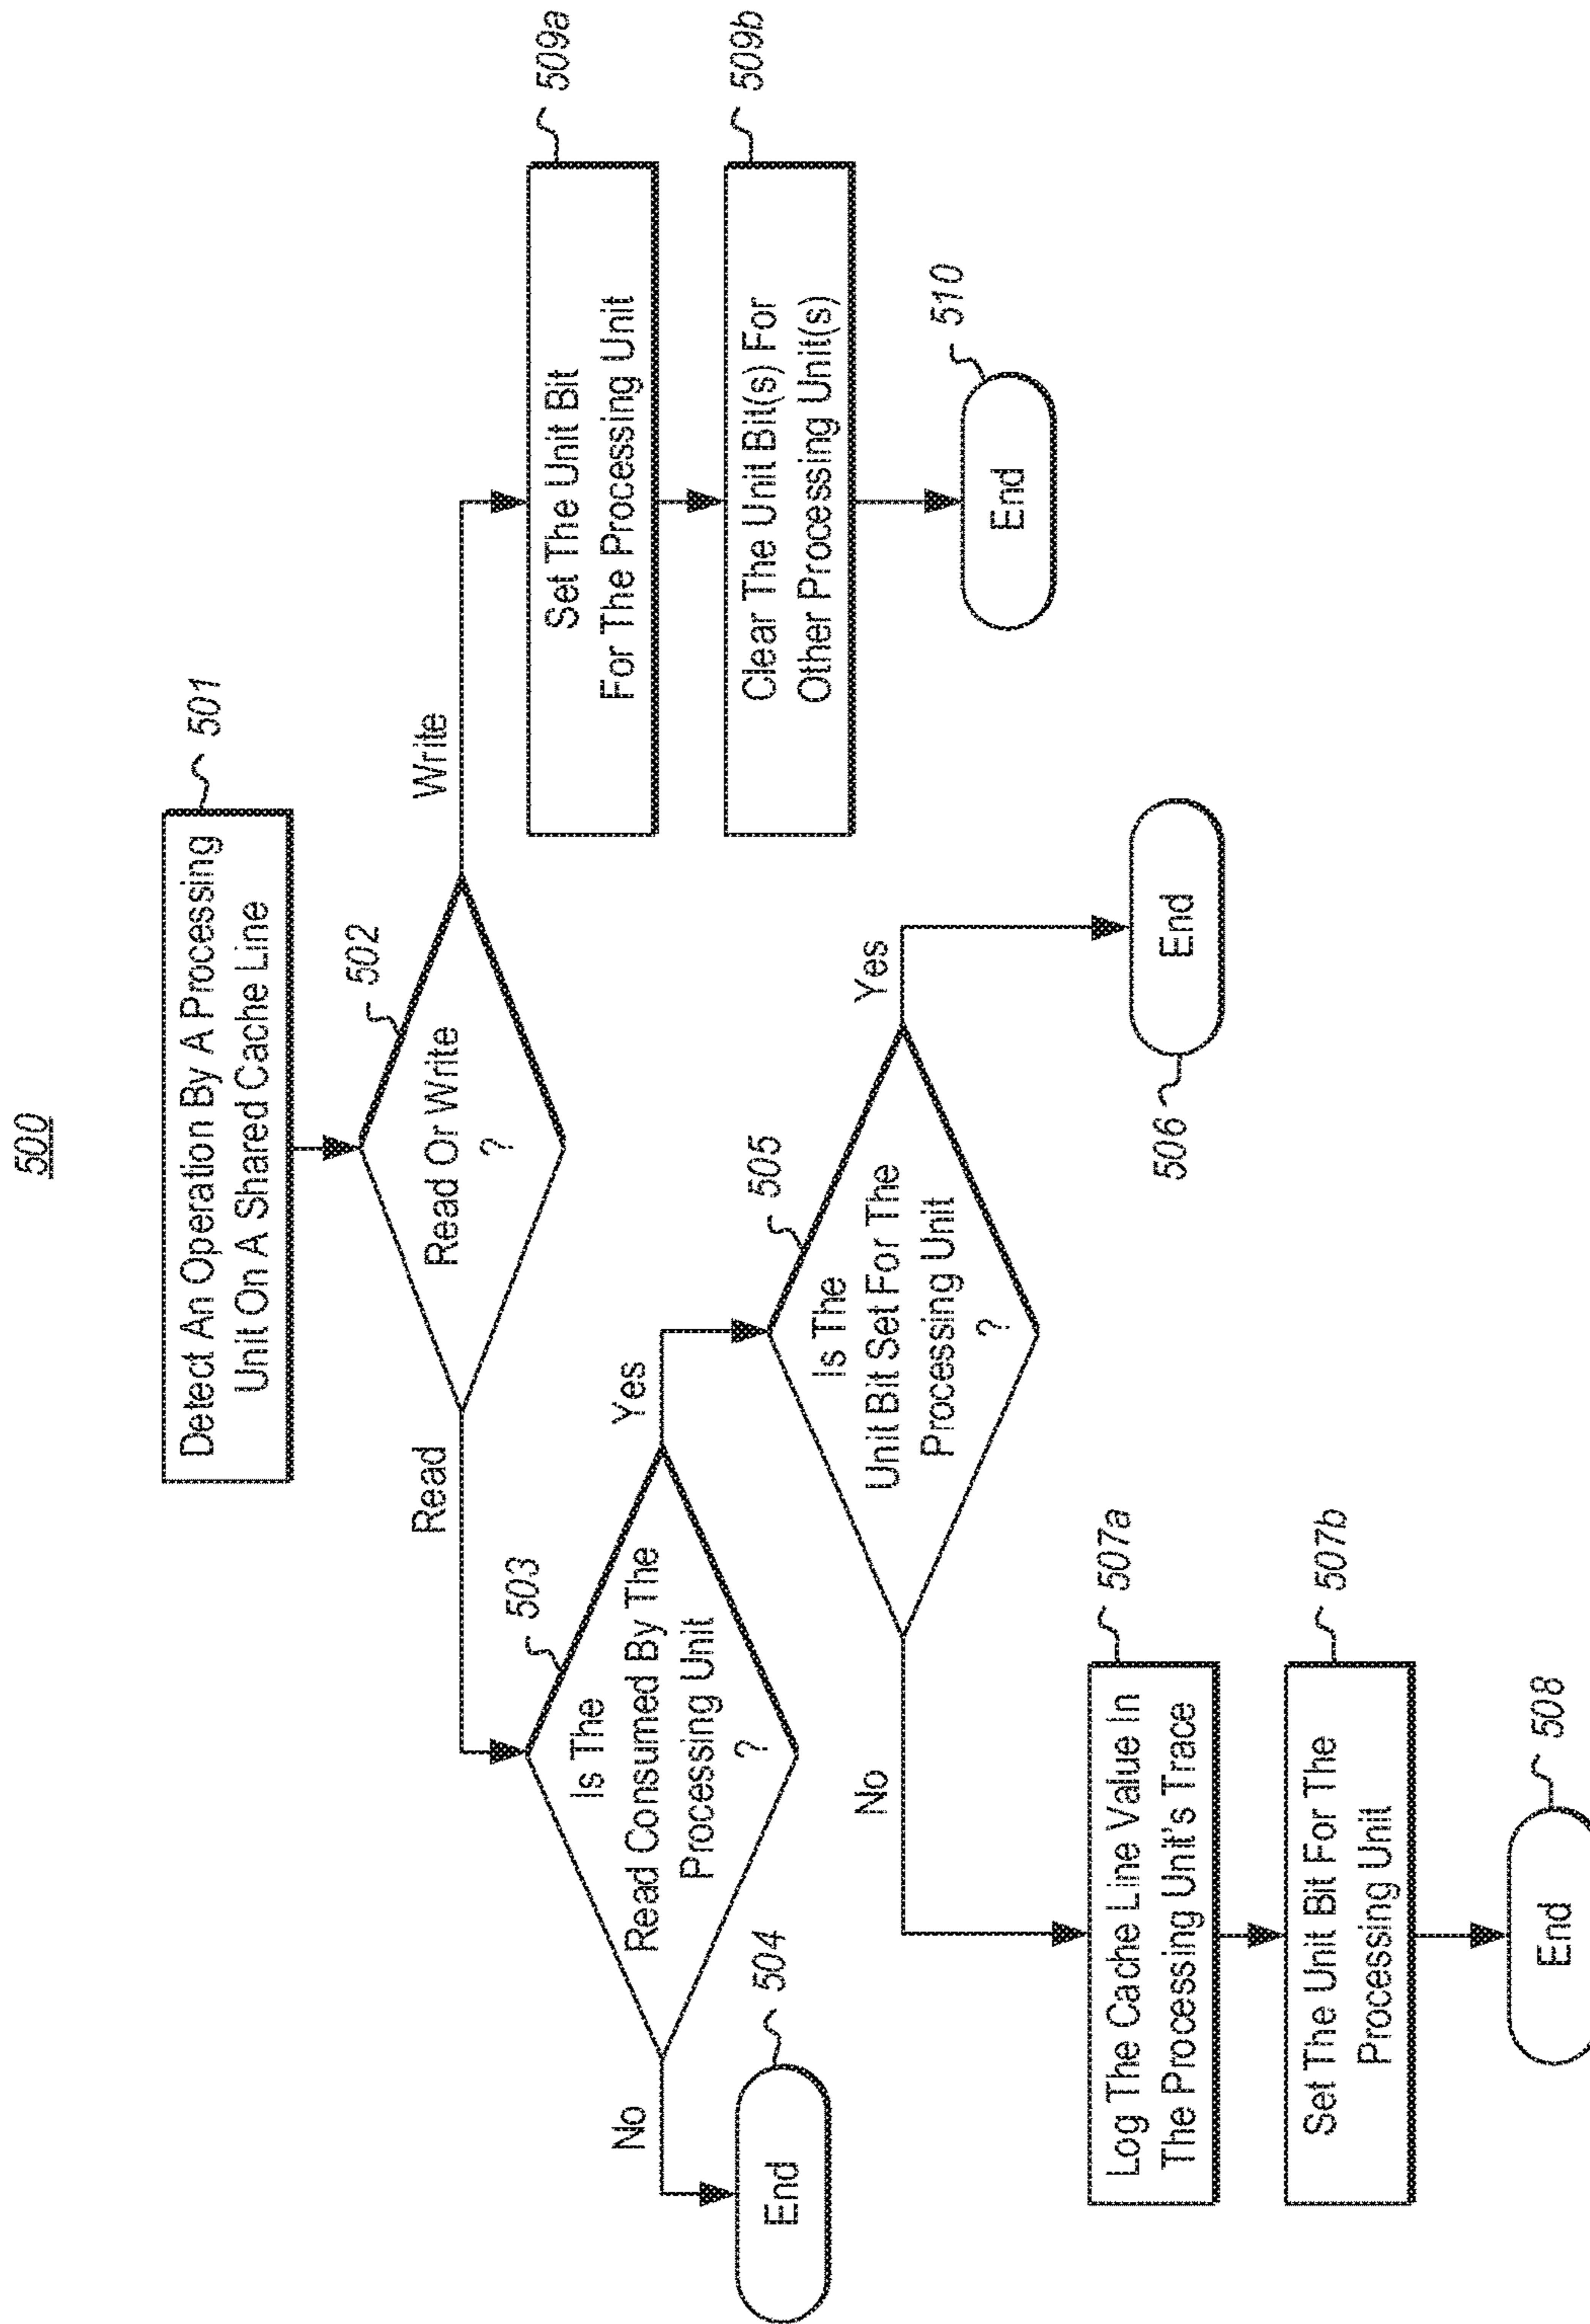 500
Detect An Operation By A Processing
Unit On A Shared Cache Line
501
Read Or Write
?
502
Read
Write
Is The
Read Consumed By The
Processing Unit
?
503
No
Yes
End
504
Is The
Unit Bit Set For The
Processing Unit
?
505
No
Yes
End
506
Log The Cache Line Value In
The Processing Unit's Trace
507a
Set The Unit Bit For The
Processing Unit
507b
End
508
Set The Unit Bit
For The Processing Unit
509a
Clear The Unit Bit(s) For
Other Processing Unit(s)
509b
End
510